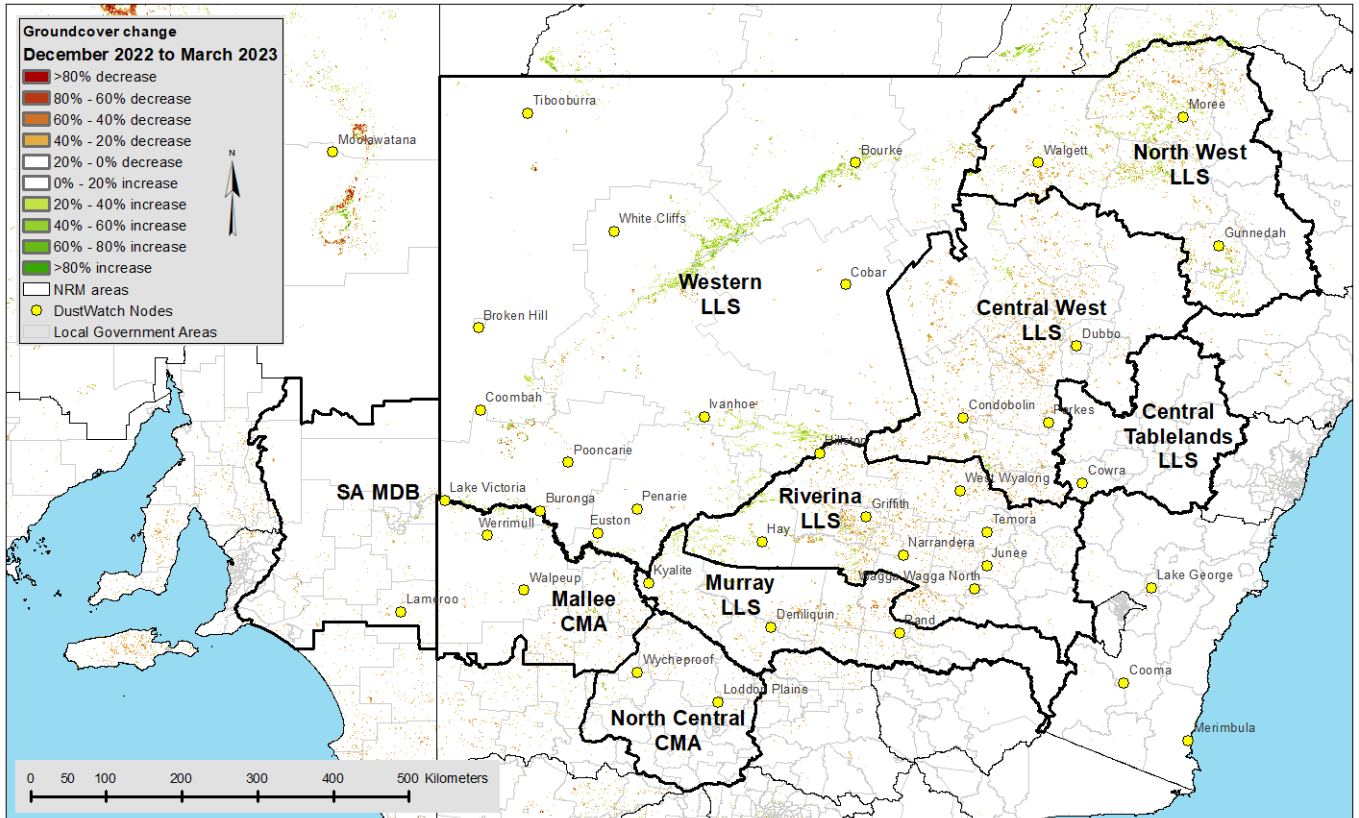 Groundcover change
December 2022 to March 2023
>80% decrease
80% - 60% decrease
60% - 40% decrease
40% - 20% decrease
20% - 0% decrease
0% - 20% increase
20% - 40% increase
40% - 60% increase
60% - 80% increase
>80% increase
NRM areas
DustWatch Nodes
Local Government Areas
N
Moolawatana
Tibooburra
Bourke
White Cliffs
Cobar
Western
LLS
Broken Hill
Coombah
Ivanhoe
Pooncarie
Hillston
Moree
Walgett
North West
LLS
Gunnedah
Central West
LLS
Dubbo
Condobolin
Parkes
Central
Tablelands
LLS
Cowra
SA MDB
Lake Victoria
Buronga
Penarie
Werrimull
Euston
Riverina
LLS
Griffith
West Wyalong
Hay
Temora
Narrandera
Junee
Wagga Wagga North
Kyalite
Walpeup
Mallee
CMA
Murray
LLS
Lameroo
Deniliquin
Rand
Lake George
Wycheproof
Loddon Plains
North Central
CMA
Cooma
Merimbula
0 50 100 200 300 400 500 Kilometers